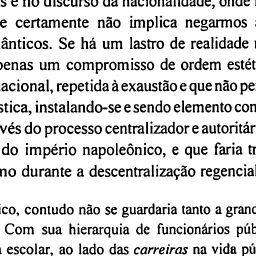 s e no discurso da nacionalidade, onde
e certamente não implica negarmos a
ânticos. Se há um lastro de realidade
penas um compromisso de ordem estét
acional, repetida à exaustão e que não pe
stica, instalando-se e sendo elemento con
vés do processo centralizador e autoritár
do império napoleônico, e que faria t
mo durante a descentralização regencial
ico, contudo não se guardaria tanto a gran
Com sua hierarquia de funcionários púb
escolar, ao lado das carreiras na vida pú